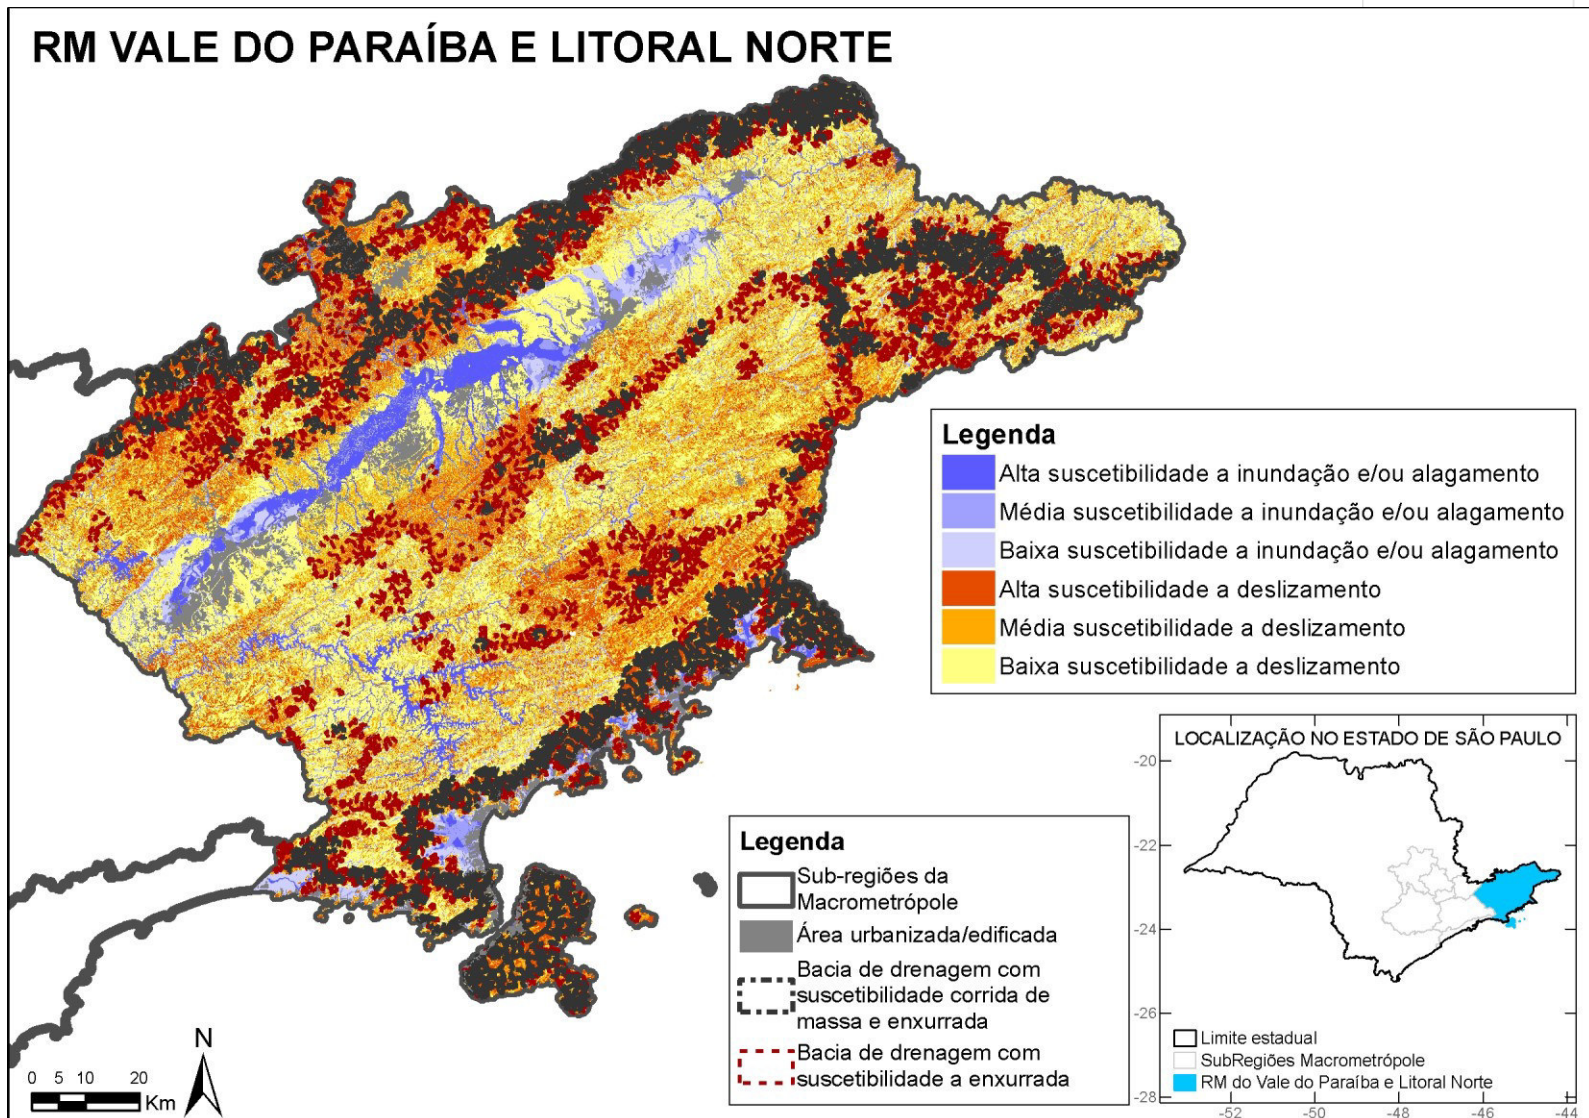 RM VALE DO PARAÍBA E LITORAL NORTE
Legenda
Alta suscetibilidade a inundação e/ou alagamento
Média suscetibilidade a inundação e/ou alagamento
Baixa suscetibilidade a inundação e/ou alagamento
Alta suscetibilidade a deslizamento
Média suscetibilidade a deslizamento
Baixa suscetibilidade a deslizamento
Legenda
Sub-regiões da
Macrometrópole
Área urbanizada/edificada
Bacia de drenagem com
suscetibilidade corrida de
massa e enxurrada
Bacia de drenagem com
suscetibilidade a enxurrada
LOCALIZAÇÃO NO ESTADO DE SÃO PAULO
-20
-22
-24
-26
-28
-52
-50
-48
-46
-44
Limite estadual
SubRegiões Macrometrópole
RM do Vale do Paraíba e Litoral Norte
N
0 5 10 20
Km